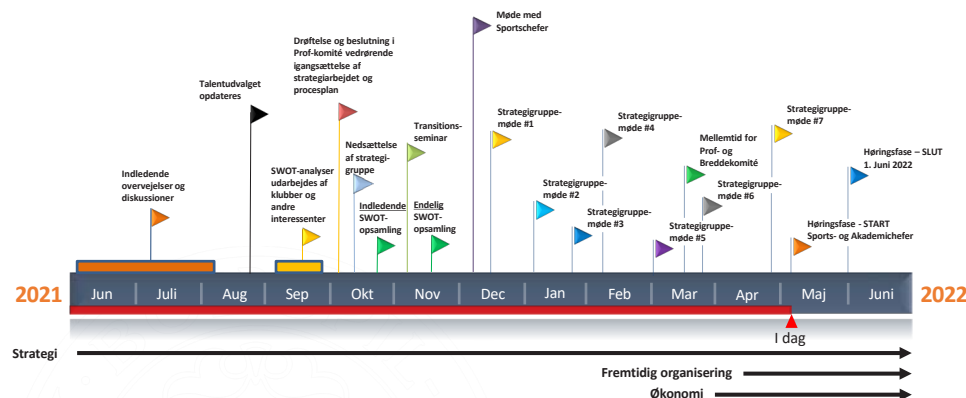 Indledende
overvejelser og
diskussioner
Talentudvalget
opdateres
SWOT-analyser
udarbejdes af
klubber og
andre
interessenter
Drøftelse og beslutning i
Prof-komité vedrørende
igangsættelse af
strategiarbejdet og
procesplan
Nedsættelse
af strategi-
gruppe
Indledende
SWOT-
opsamling
Transitions-
seminar
Endelig
SWOT-
opsamling
Møde med
Sportschefer
Strategigruppe-
møde #1
Strategigruppe-
møde #2
Strategigruppe-
møde #3
Strategigruppe-
møde #4
Strategigruppe-
møde #5
Mellemtid for
Prof- og
Breddekomité
Strategigruppe-
møde #6
Strategigruppe-
møde #7
Høringsfase - START
Sports- og Akademichefer
Høringsfase – SLUT
1. Juni 2022
2021
Jun
Juli
Aug
Sep
Okt
Nov
Dec
Jan
Feb
Mar
Apr
Maj
Juni
2022
I dag
Strategi
Fremtidig organisering
Økonomi